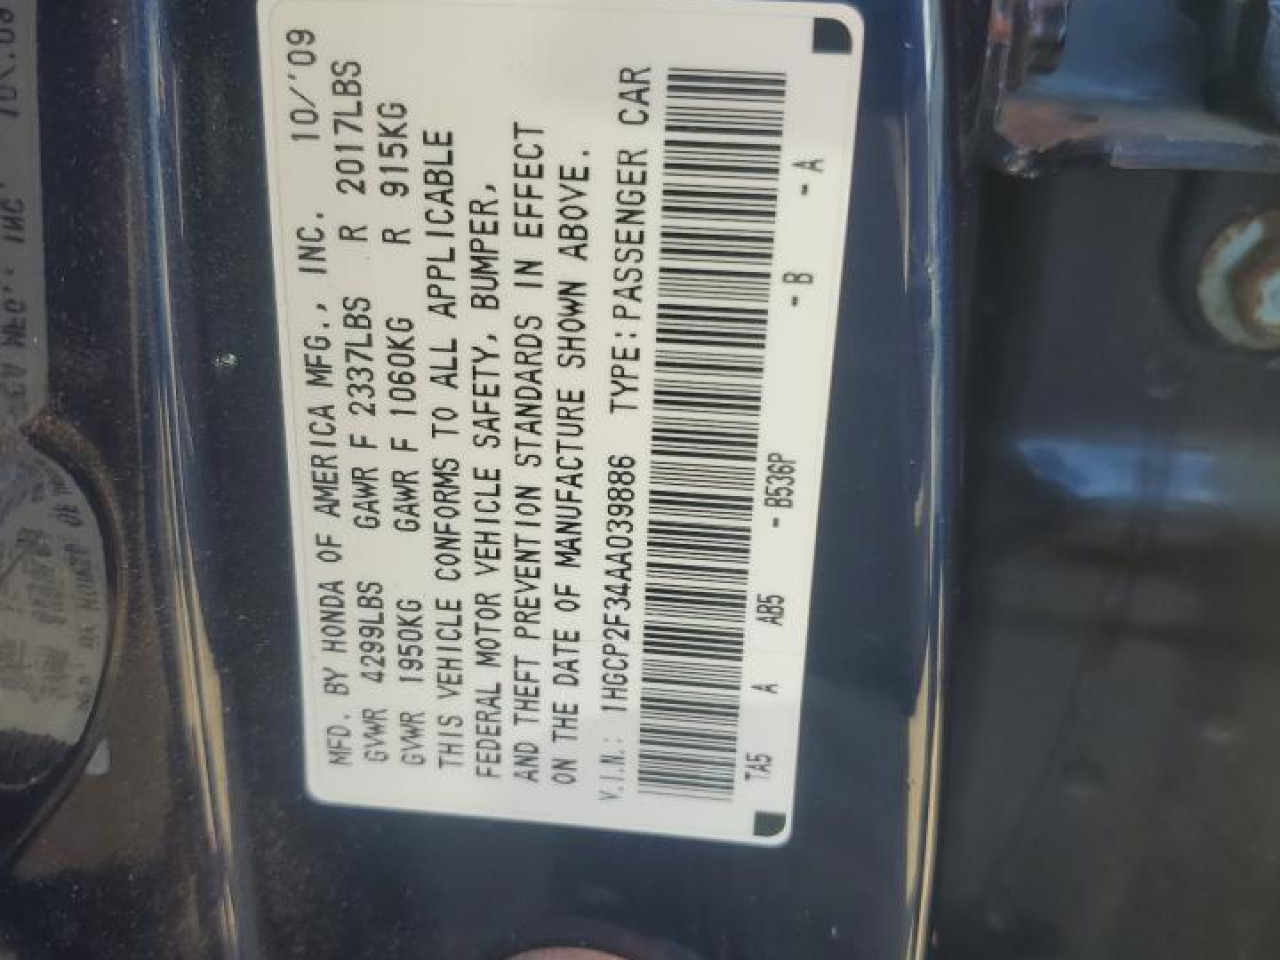 MFD. BY HONDA OF AMERICA MFG., INC. 10/'09
GVWR 4299LBS GAWR F 2337LBS R 2017LBS
GVWR 1950KG GAWR F 1060KG R 915KG
THIS VEHICLE CONFORMS TO ALL APPLICABLE
FEDERAL MOTOR VEHICLE SAFETY, BUMPER,
AND THEFT PREVENTION STANDARDS IN EFFECT
ON THE DATE OF MANUFACTURE SHOWN ABOVE.
V.I.N.: 1HGCP2F34AA039886 TYPE:PASSENGER CAR
TA5 A AB5 - B536P - B - A